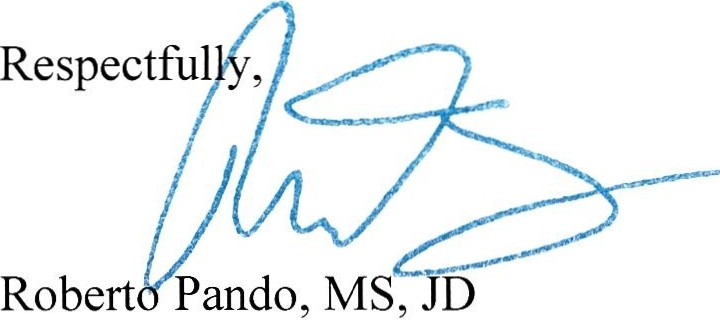 Respectfully,
Roberto Pando, MS, JD